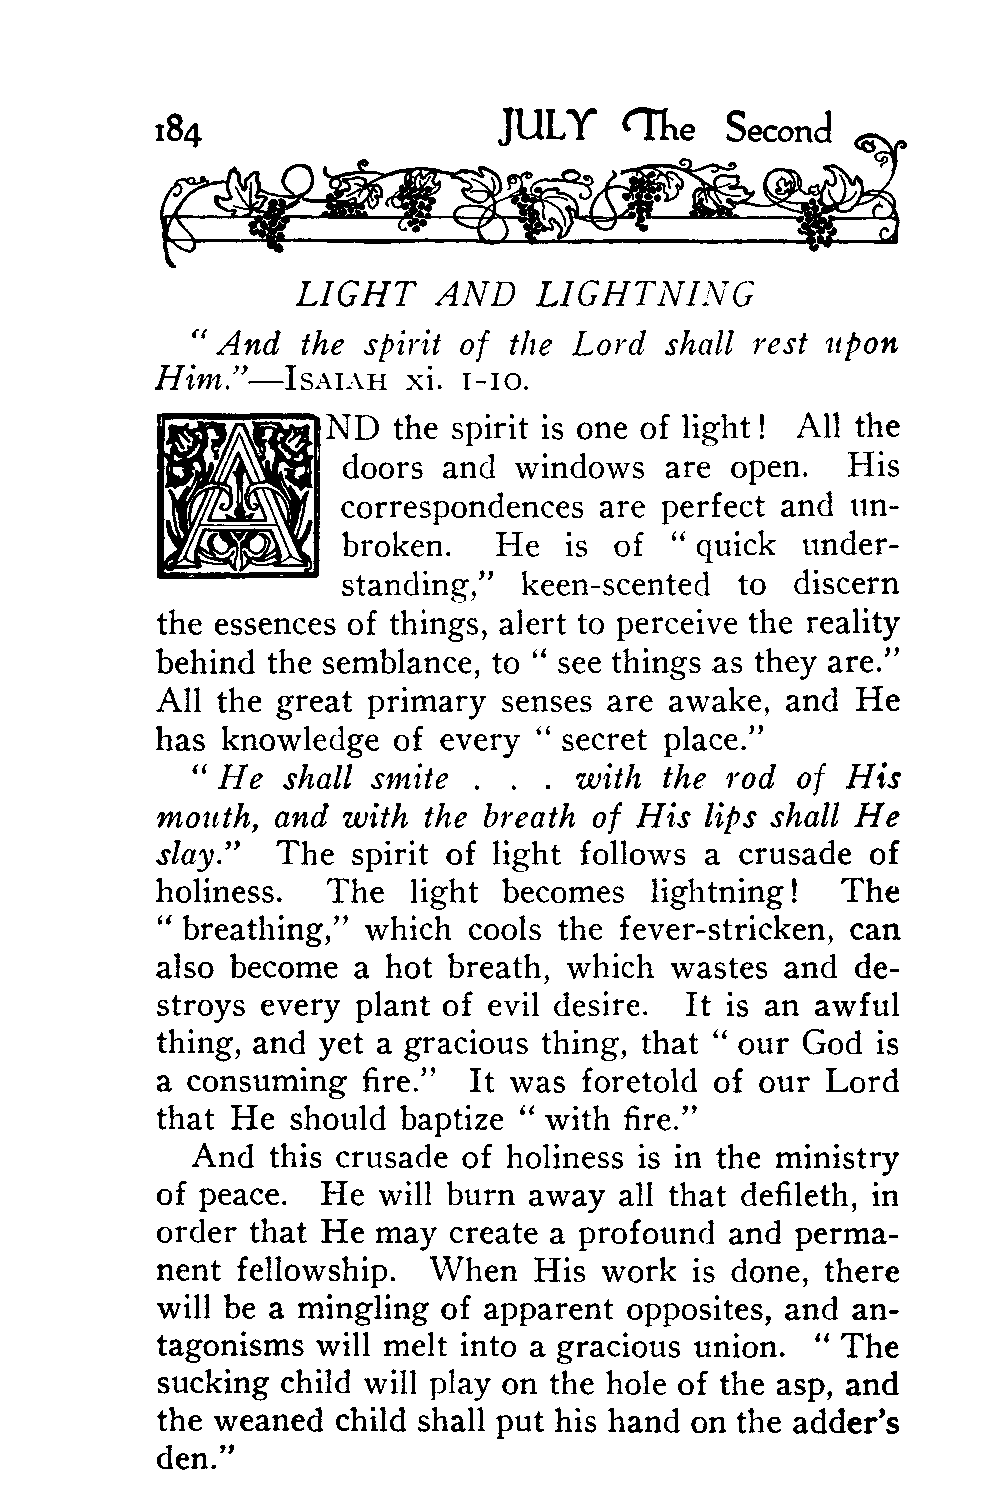 184 JULY The Second
LIGHT AND LIGHTNING
“ And the spirit of the Lord shall rest upon
Him.”—ISAIAH xi. 1-10.
AND the spirit is one of light! All the
doors and windows are open. His
correspondences are perfect and un-
broken. He is of “ quick under-
standing,” keen-scented to discern
the essences of things, alert to perceive the reality
behind the semblance, to “ see things as they are.”
All the great primary senses are awake, and He
has knowledge of every “ secret place.”
“ He shall smite . . . with the rod of His
mouth, and with the breath of His lips shall He
slay.” The spirit of light follows a crusade of
holiness. The light becomes lightning! The
“ breathing,” which cools the fever-stricken, can
also become a hot breath, which wastes and de-
stroys every plant of evil desire. It is an awful
thing, and yet a gracious thing, that “ our God is
a consuming fire.” It was foretold of our Lord
that He should baptize “ with fire.”
And this crusade of holiness is in the ministry
of peace. He will burn away all that defileth, in
order that He may create a profound and perma-
nent fellowship. When His work is done, there
will be a mingling of apparent opposites, and an-
tagonisms will melt into a gracious union. “ The
sucking child will play on the hole of the asp, and
the weaned child shall put his hand on the adder’s
den.”